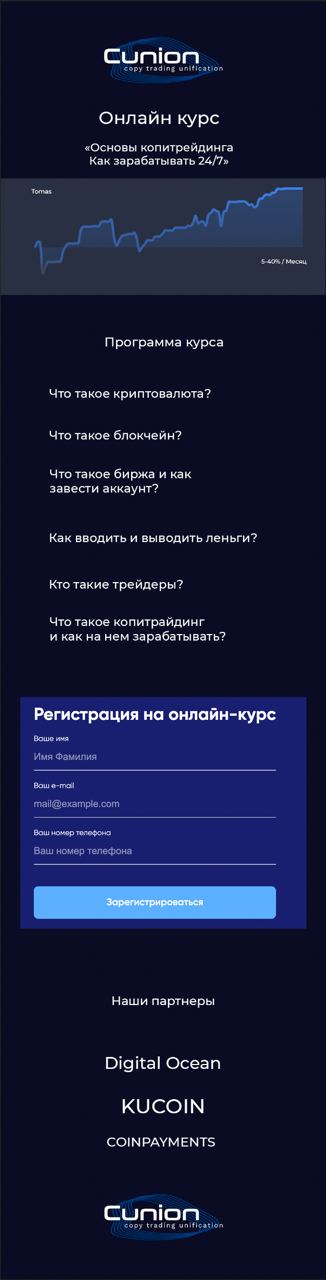 Cunion
copy trading unification
Онлайн курс
«Основы копитрейдинга
Как зарабатывать 24/7»
Tomas
5-40% / Месяц
Программа курса
Что такое криптовалюта?
Что такое блокчейн?
Что такое биржа и как
завести аккаунт?
Как вводить и выводить леньги?
Кто такие трейдеры?
Что такое копитрайдинг
и как на нем зарабатывать?
Регистрация на онлайн-курс
Ваше имя
Имя Фамилия
Ваш e-mail
mail@example.com
Ваш номер телефона
Ваш номер телефона
Зарегистрироваться
Наши партнеры
Digital Ocean
KUCOIN
COINPAYMENTS
Cunion
copy trading unification